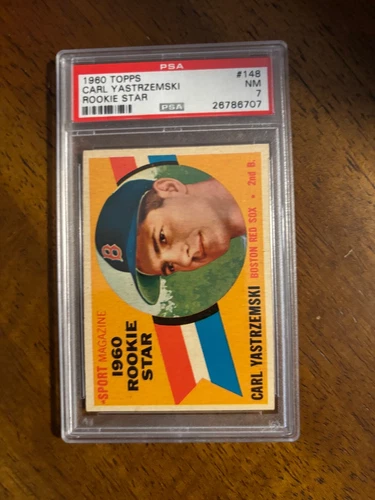 PSA
1960 TOPPS #148
CARL YASTRZEMSKI NM
ROOKIE STAR 7
PSA 26786707
B
SPORT MAGAZINE
1960
ROOKIE
STAR
CARL YASTRZEMSKI
BOSTON RED SOX • 2nd B.